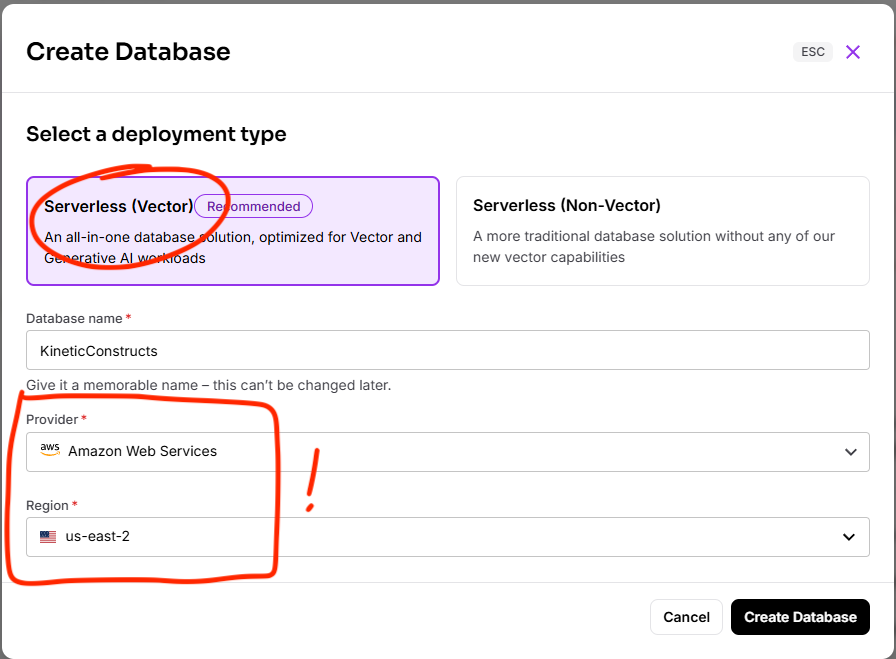 Create Database
ESC
Select a deployment type
Serverless (Vector) Recommended
An all-in-one database solution, optimized for Vector and
Generative AI workloads
Serverless (Non-Vector)
A more traditional database solution without any of our
new vector capabilities
Database name *
KineticConstructs
Give it a memorable name – this can't be changed later.
Provider *
aws Amazon Web Services
!
Region *
us-east-2
Cancel
Create Database